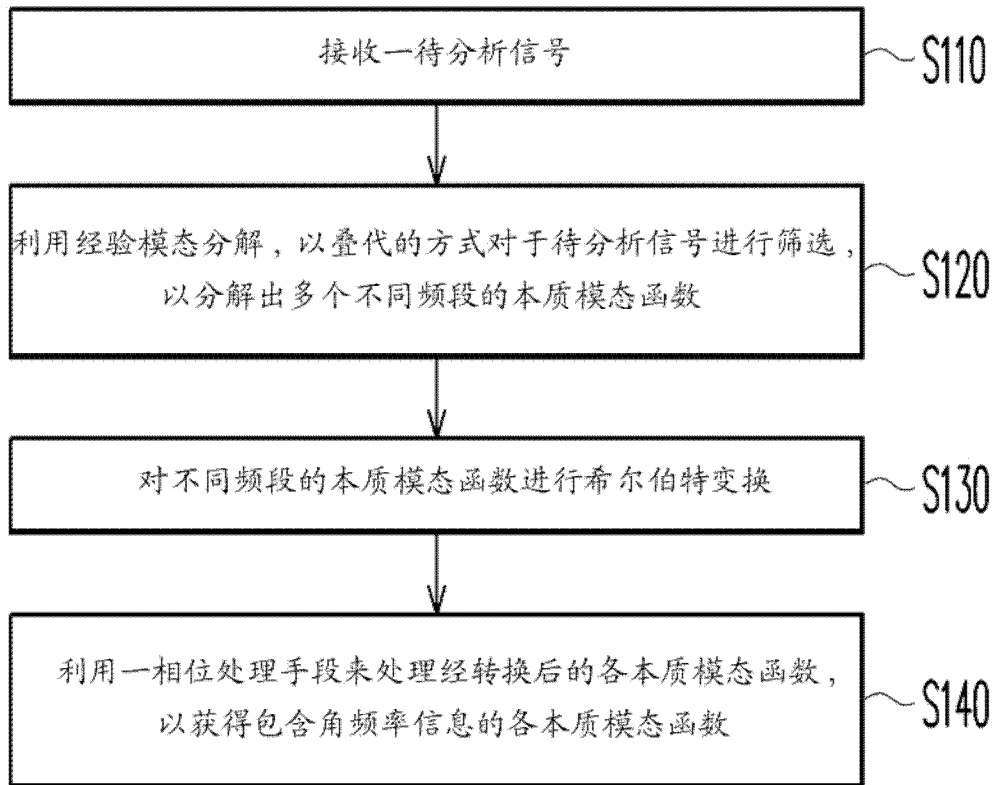 接收一待分析信号
S110
利用经验模态分解，以叠代的方式对于待分析信号进行筛选，
以分解出多个不同频段的本质模态函数
S120
对不同频段的本质模态函数进行希尔伯特变换
S130
利用一相位处理手段来处理经转换后的各本质模态函数，
以获得包含角频率信息的各本质模态函数
S140